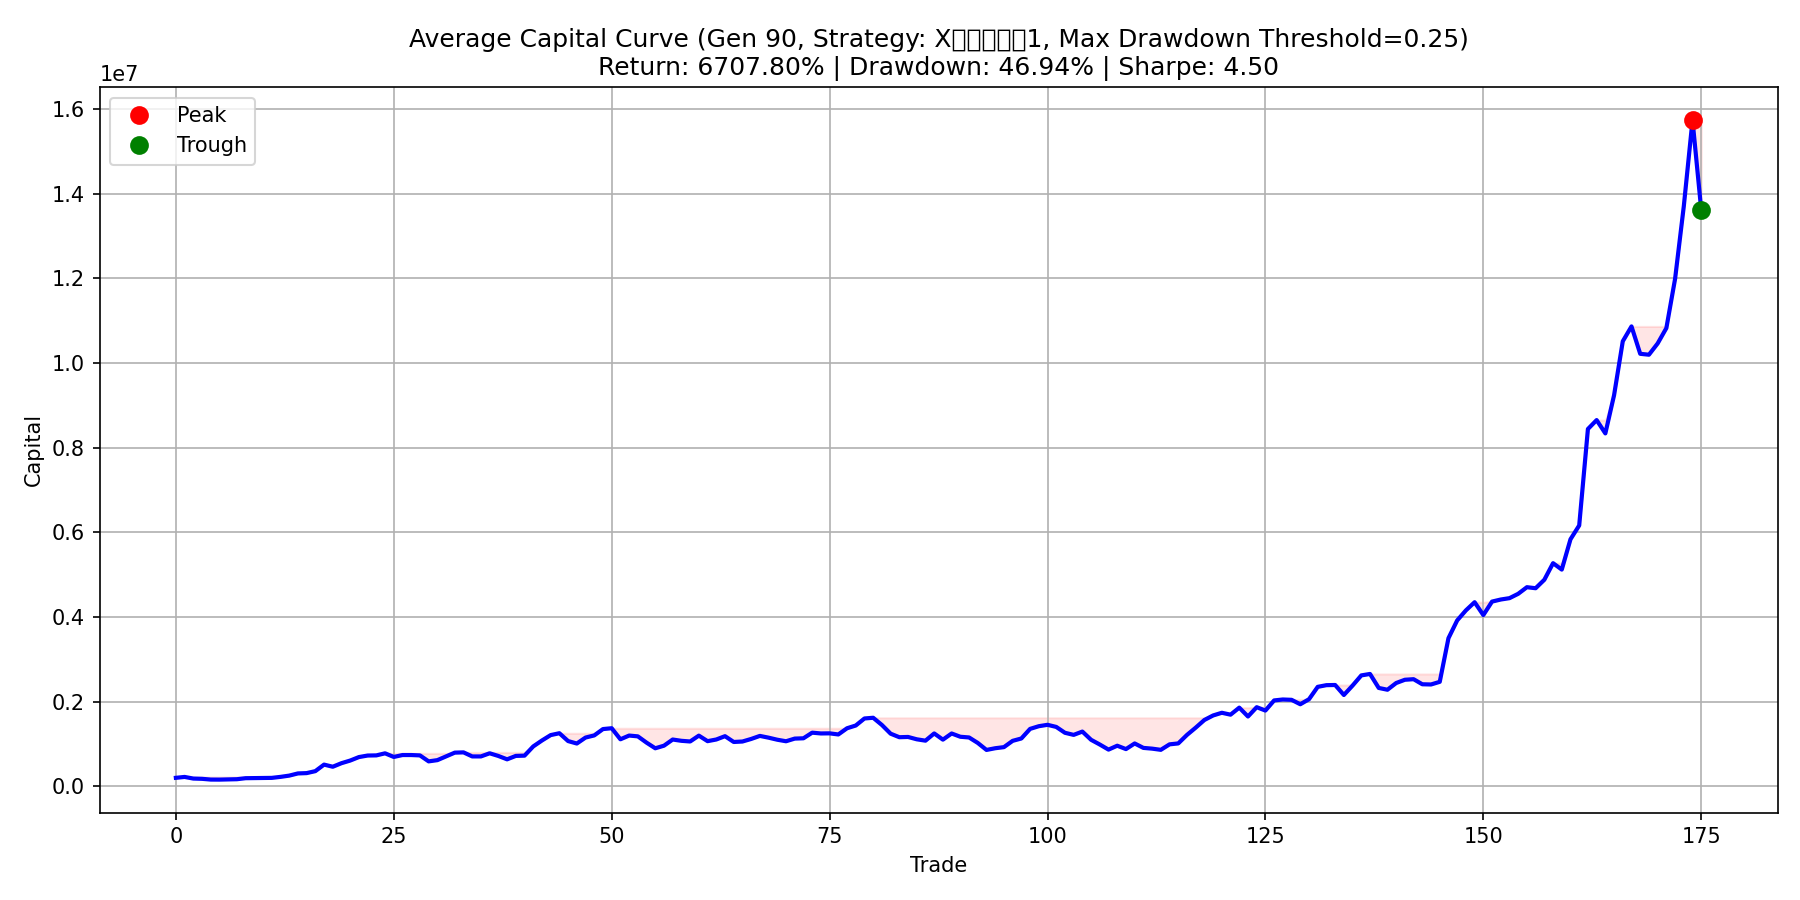 Average Capital Curve (Gen 90, Strategy: X□□□□□1, Max Drawdown Threshold=0.25)
Return: 6707.80% | Drawdown: 46.94% | Sharpe: 4.50
1e7
Peak
Trough
1.6
1.4
1.2
1.0
0.8
0.6
0.4
0.2
0.0
Capital
0 25 50 75 100 125 150 175
Trade